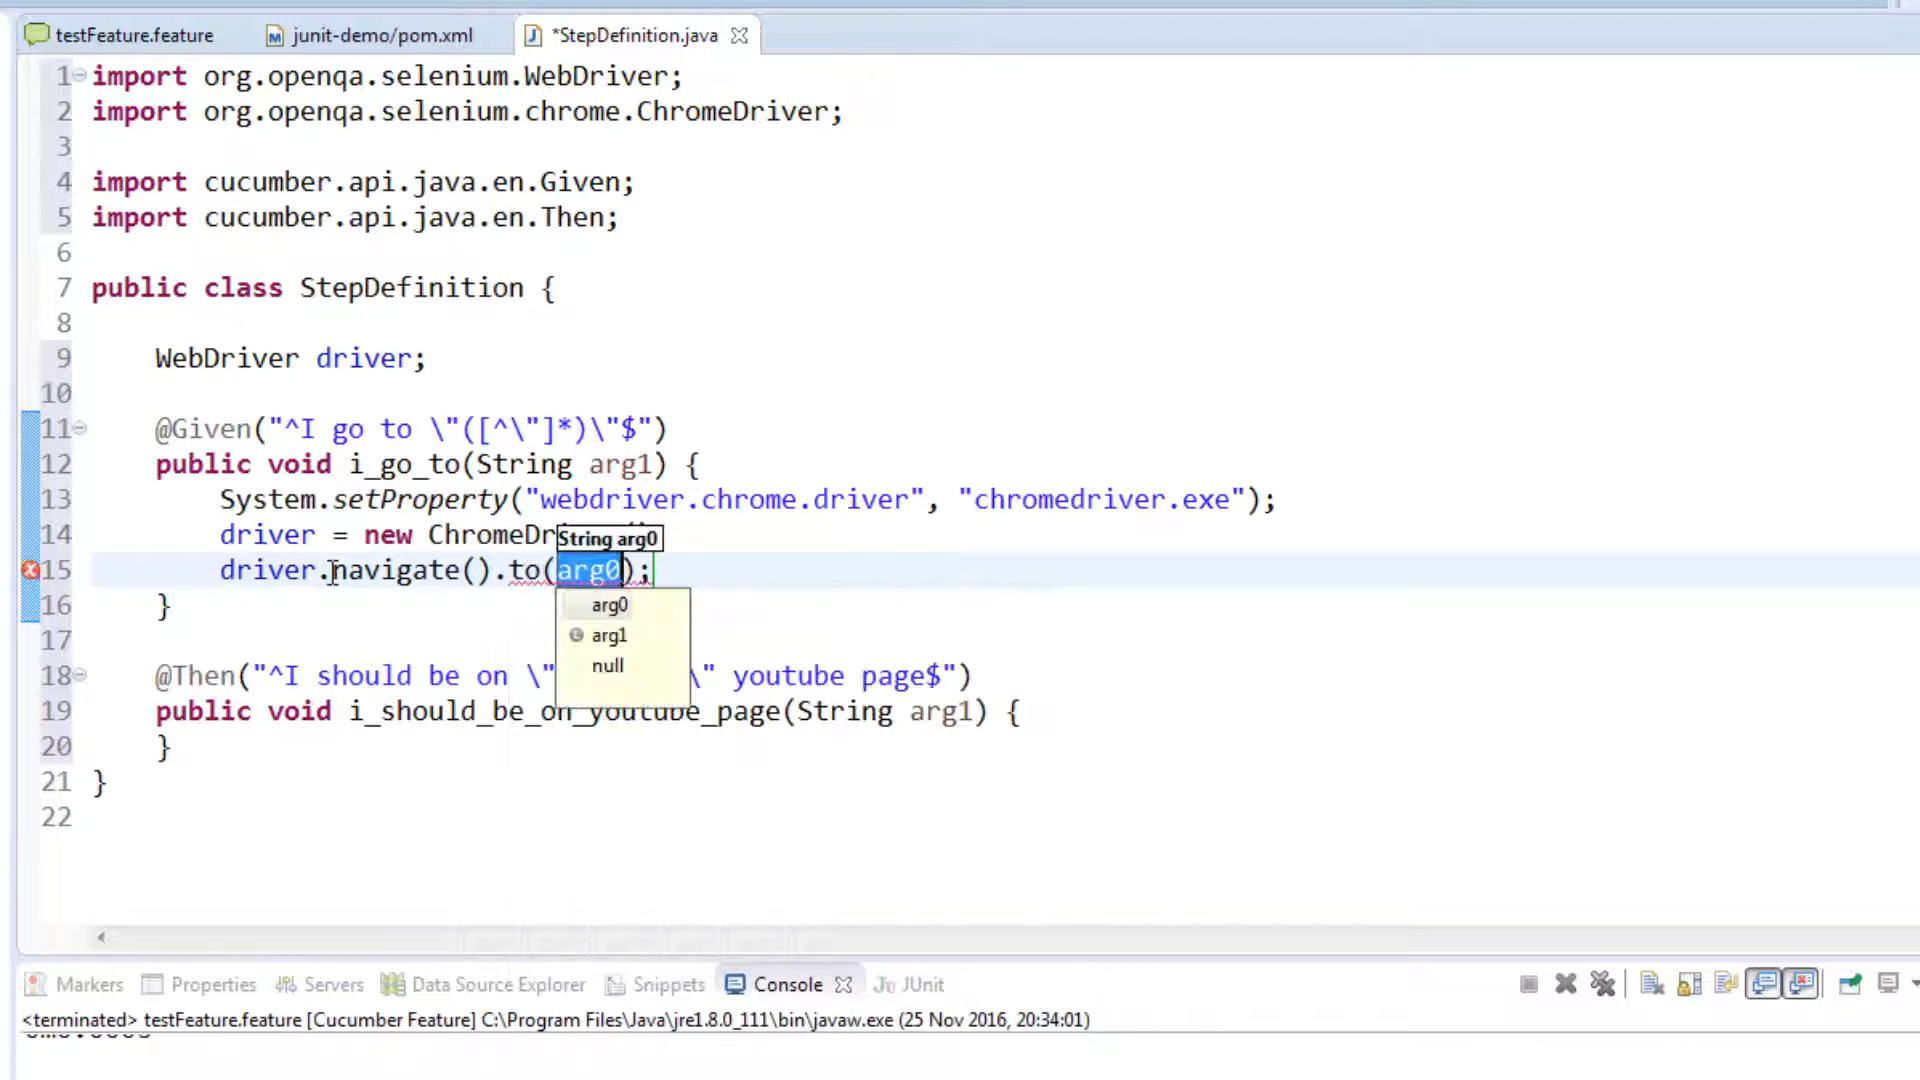 testFeature.feature junit-demo/pom.xml *StepDefinition.java
1 import org.openqa.selenium.WebDriver;
2 import org.openqa.selenium.chrome.ChromeDriver;
3
4 import cucumber.api.java.en.Given;
5 import cucumber.api.java.en.Then;
6
7 public class StepDefinition {
8
9 WebDriver driver;
10
11 @Given("^I go to \"([^\"]*)\"$")
12 public void i_go_to(String arg1) {
13 System.setProperty("webdriver.chrome.driver", "chromedriver.exe");
14 driver = new ChromeDr
String arg0
15 driver.navigate().to(arg0);
16 }
arg0
arg1
null
17
18 @Then("^I should be on \" \" youtube page$")
19 public void i_should_be_on_youtube_page(String arg1) {
20 }
21 }
22
Markers Properties Servers Data Source Explorer Snippets Console JUnit
<terminated> testFeature.feature [Cucumber Feature] C:\Program Files\Java\jre1.8.0_111\bin\javaw.exe (25 Nov 2016, 20:34:01)